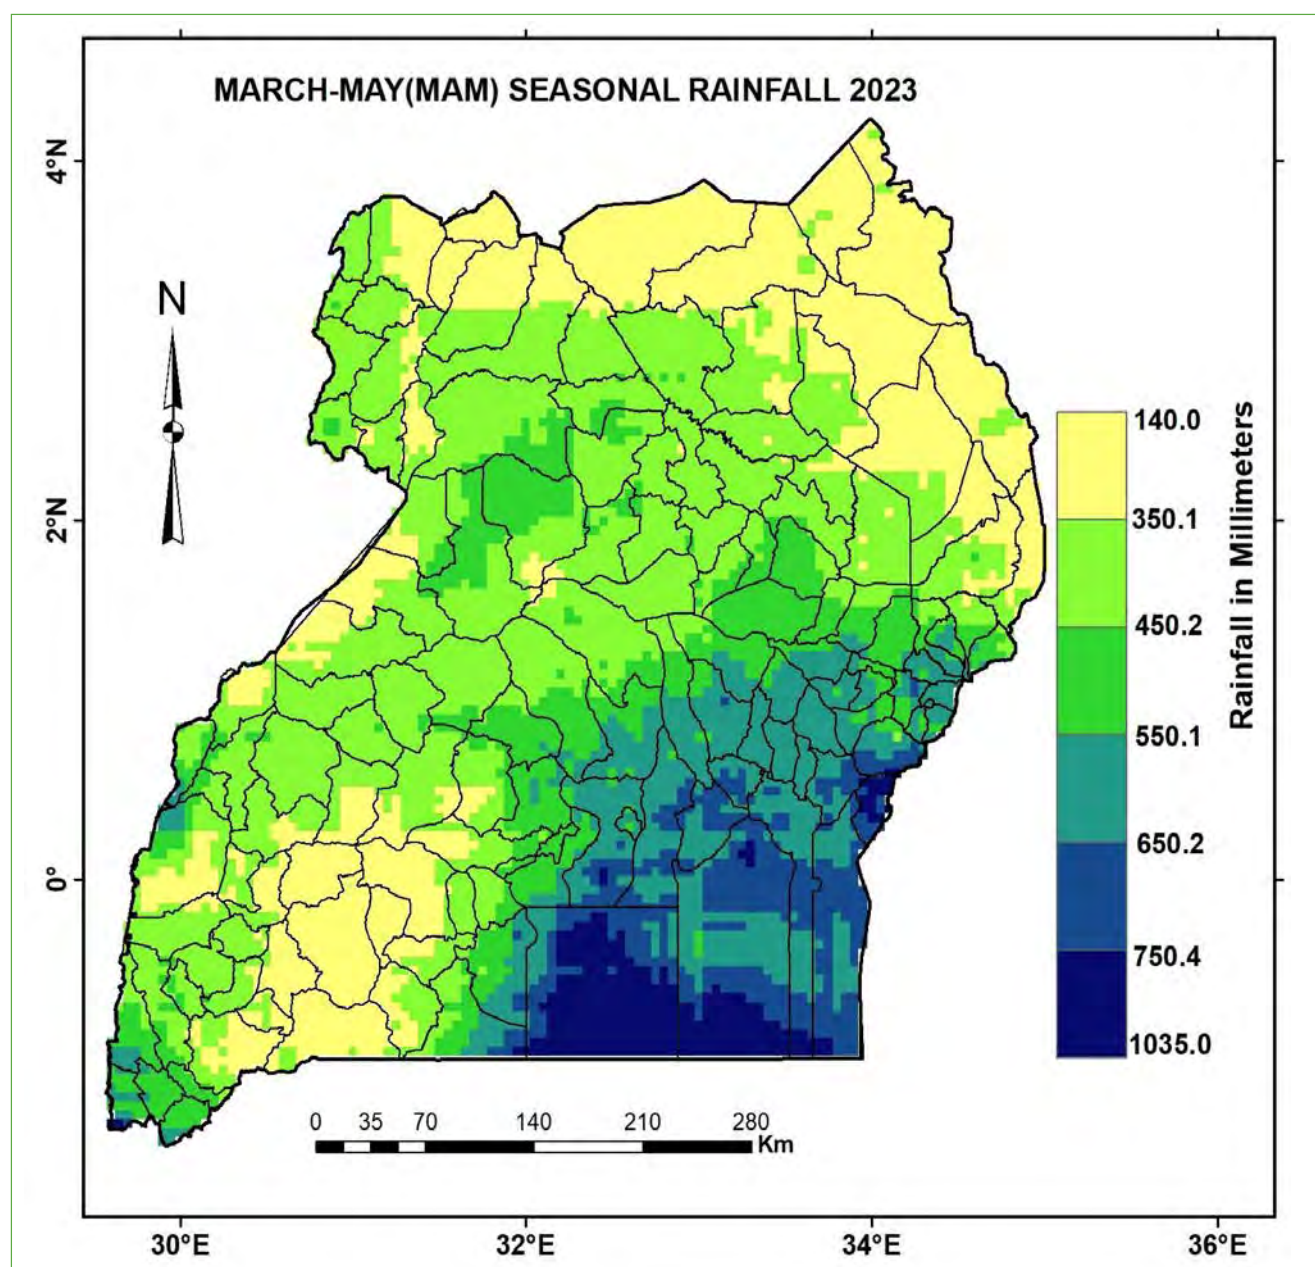 MARCH-MAY(MAM) SEASONAL RAINFALL 2023
4°N
N
140.0
350.1
2°N
450.2
550.1
650.2
0°
750.4
1035.0
Rainfall in Millimeters
0 35 70 140 210 280
Km
30°E 32°E 34°E 36°E